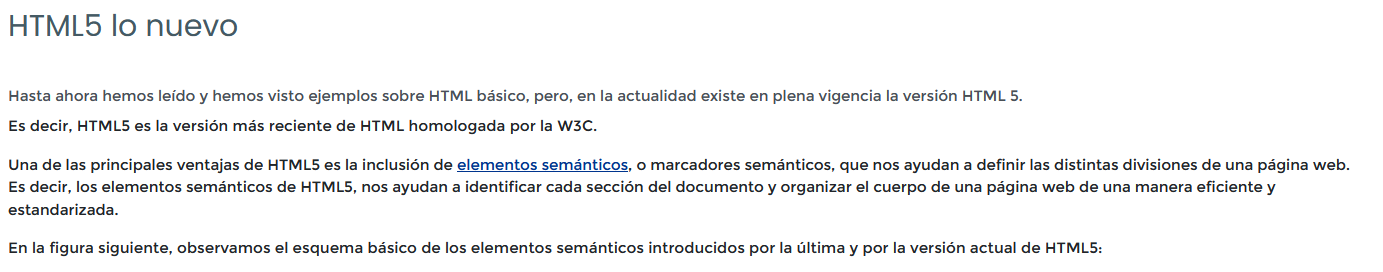 HTML5 lo nuevo
Hasta ahora hemos leído y hemos visto ejemplos sobre HTML básico, pero, en la actualidad existe en plena vigencia la versión HTML 5.
Es decir, HTML5 es la versión más reciente de HTML homologada por la W3C.
Una de las principales ventajas de HTML5 es la inclusión de elementos semánticos, o marcadores semánticos, que nos ayudan a definir las distintas divisiones de una página web.
Es decir, los elementos semánticos de HTML5, nos ayudan a identificar cada sección del documento y organizar el cuerpo de una página web de una manera eficiente y
estandarizada.
En la figura siguiente, observamos el esquema básico de los elementos semánticos introducidos por la última y por la versión actual de HTML5: